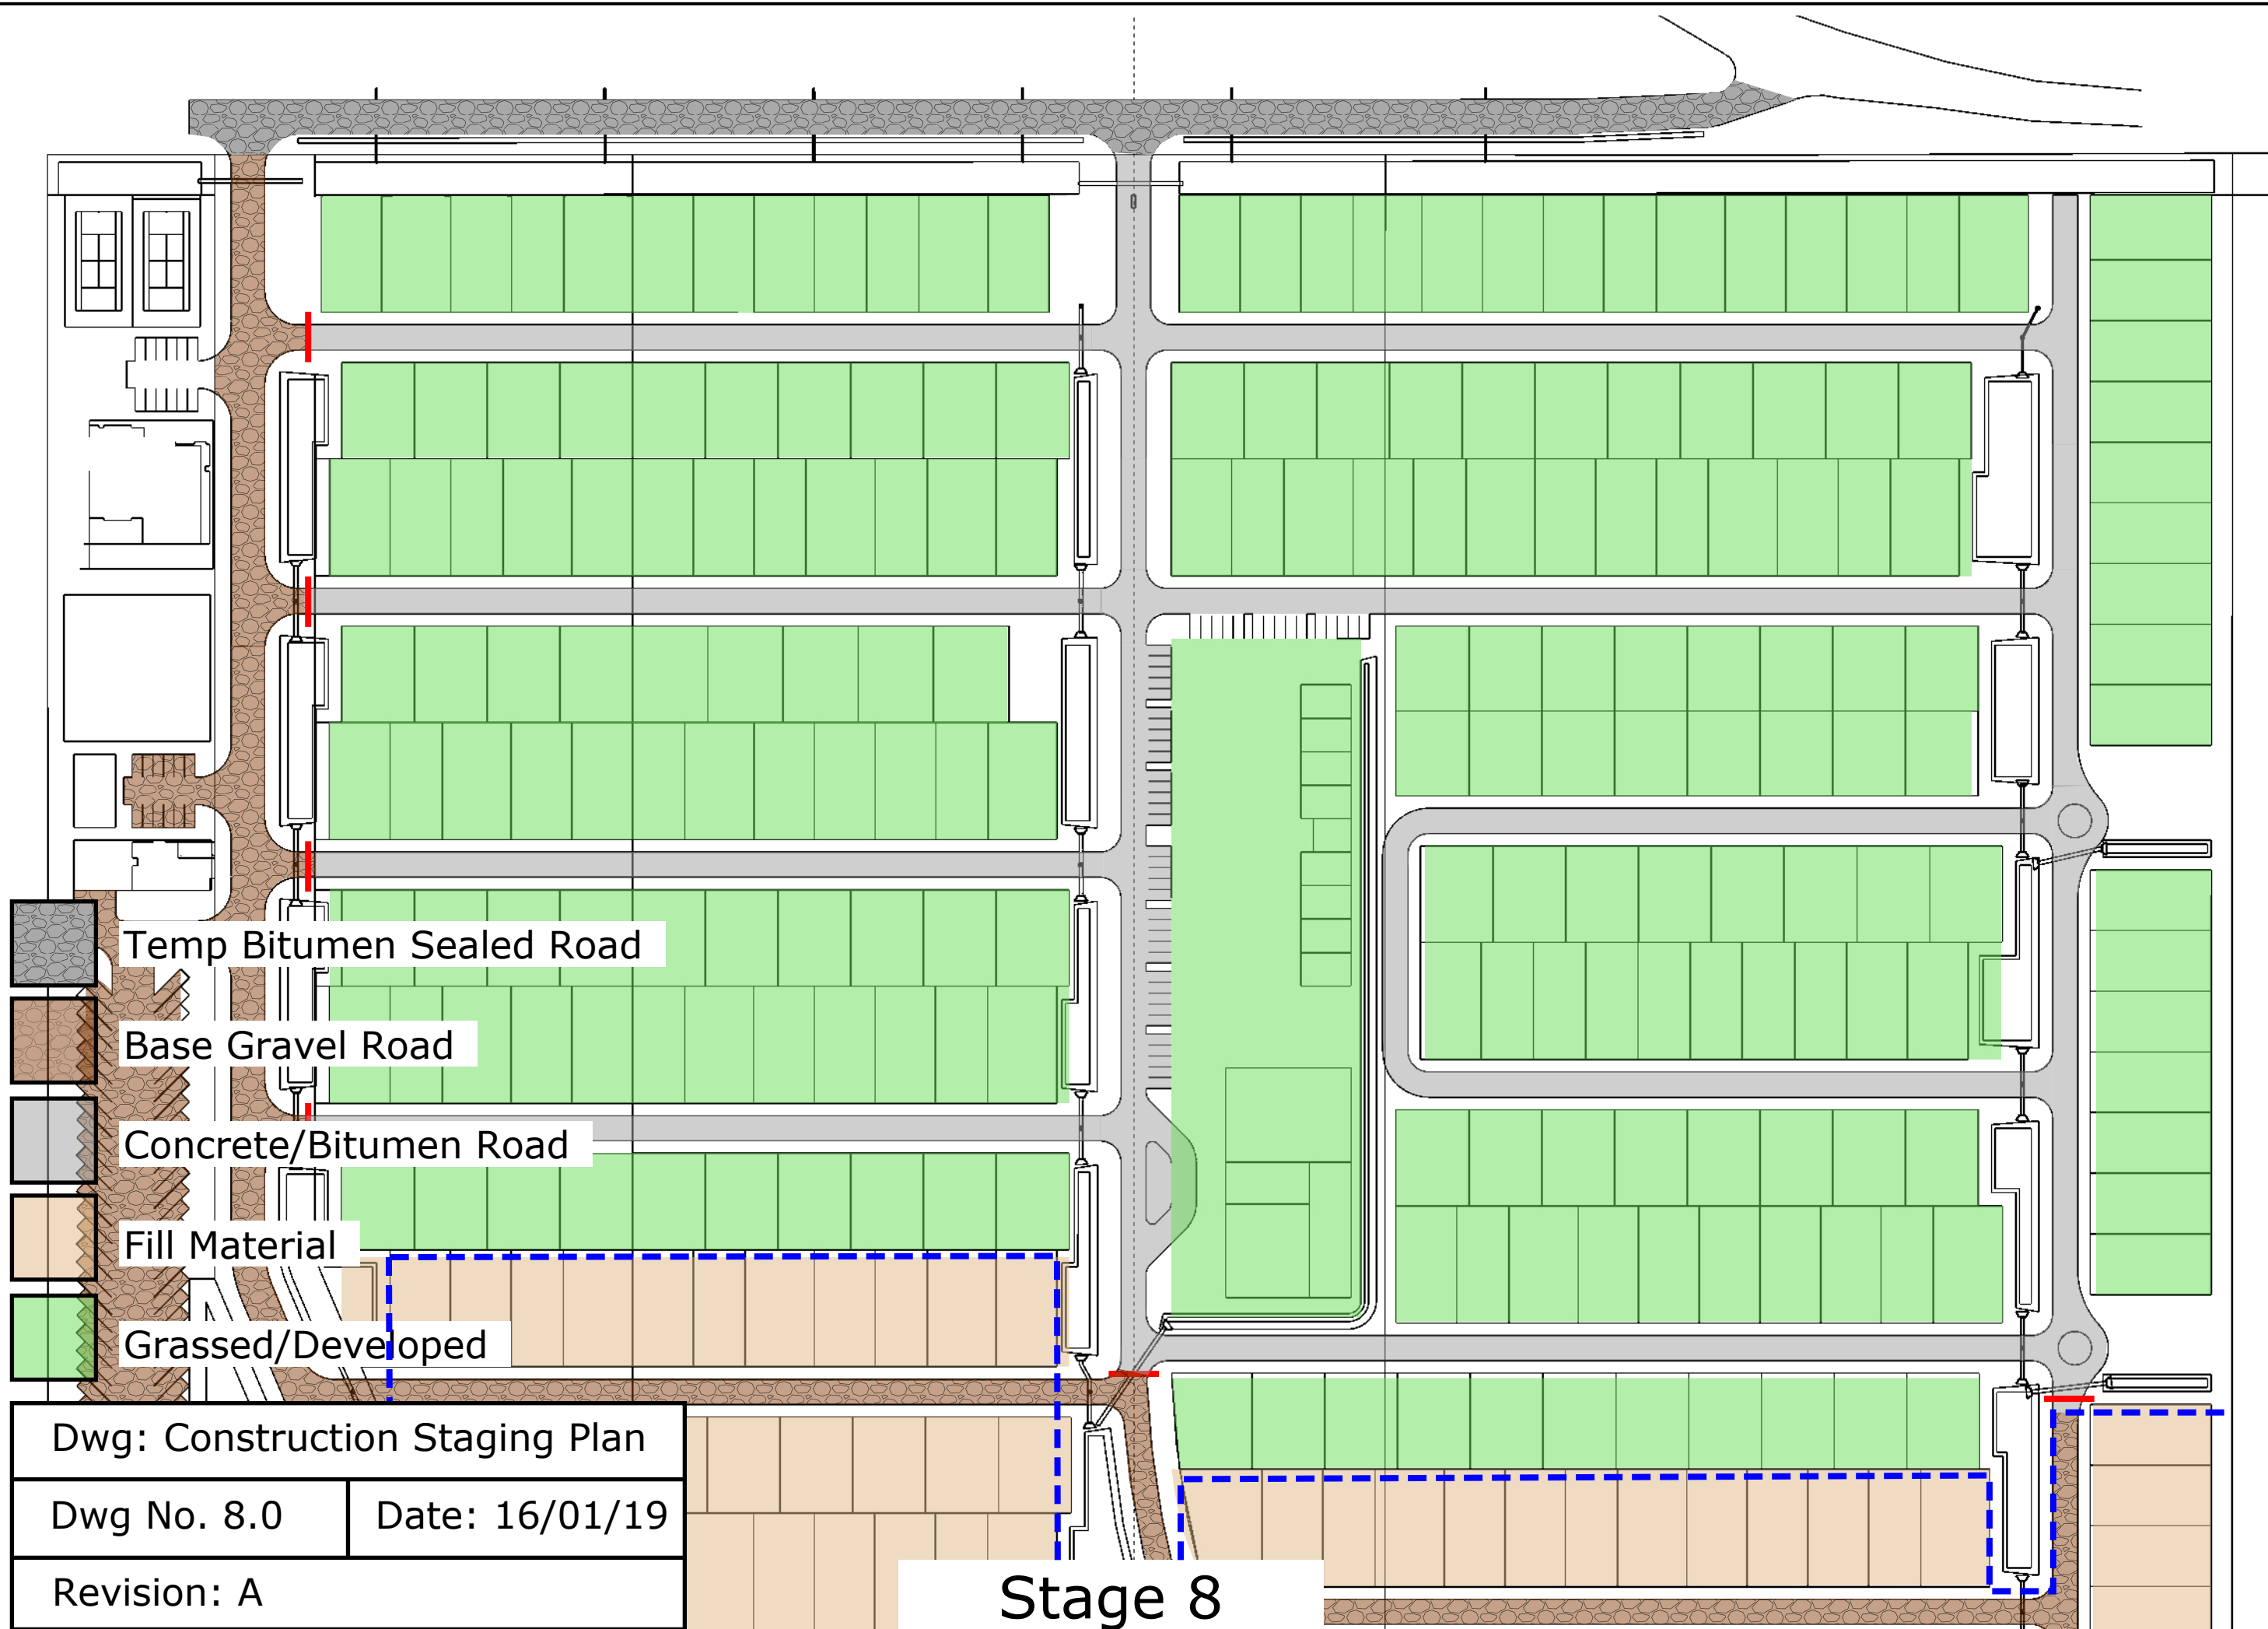 Temp Bitumen Sealed Road
Base Gravel Road
Concrete/Bitumen Road
Fill Material
Grassed/Developed
Dwg: Construction Staging Plan
Dwg No. 8.0
Date: 16/01/19
Revision: A
Stage 8